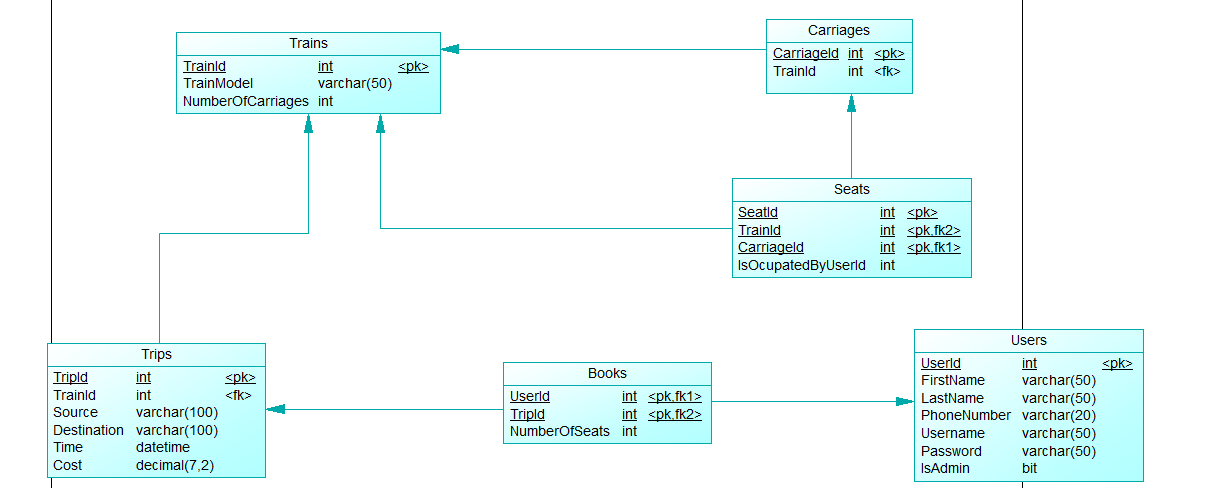 Trains
TrainId int <pk>
TrainModel varchar(50)
NumberOfCarriages int
Carriages
CarriageId int <pk>
TrainId int <fk>
Seats
SeatId int <pk>
TrainId int <pk,fk2>
CarriageId int <pk,fk1>
IsOcupatedByUserId int
Trips
TripId int <pk>
TrainId int <fk>
Source varchar(100)
Destination varchar(100)
Time datetime
Cost decimal(7,2)
Books
UserId int <pk,fk1>
TripId int <pk,fk2>
NumberOfSeats int
Users
UserId int <pk>
FirstName varchar(50)
LastName varchar(50)
PhoneNumber varchar(20)
Username varchar(50)
Password varchar(50)
IsAdmin bit